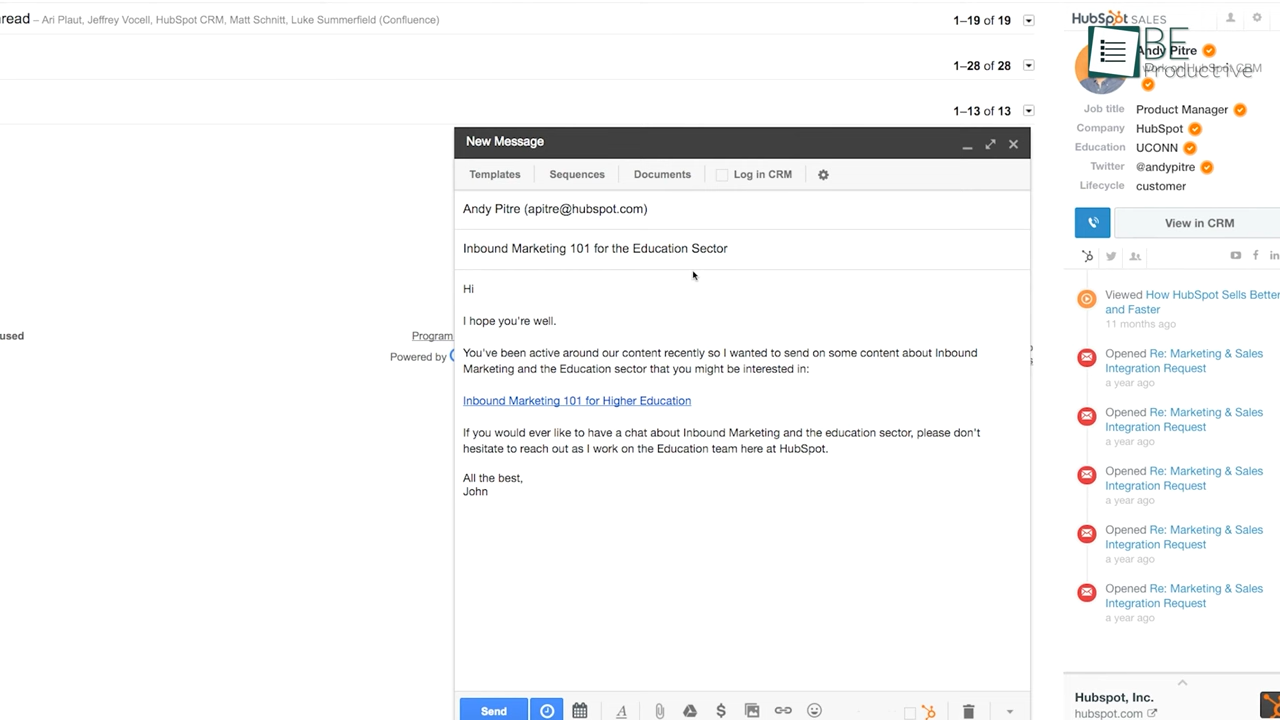 read – Ari Plaut, Jeffrey Vocell, HubSpot CRM, Matt Schnitt, Luke Summerfield (Confluence)
1–19 of 19
1–28 of 28
1–13 of 13
used
Program
Powered by
New Message
Templates Sequences Documents Log in CRM
Andy Pitre (apitre@hubspot.com)
Inbound Marketing 101 for the Education Sector
Hi
I hope you're well.
You've been active around our content recently so I wanted to send on some content about Inbound
Marketing and the Education sector that you might be interested in:
Inbound Marketing 101 for Higher Education
If you would ever like to have a chat about Inbound Marketing and the education sector, please don't
hesitate to reach out as I work on the Education team here at HubSpot.
All the best,
John
Send
HubSpot SALES
BE
Productive
Andy Pitre
work on HubSpot CRM
Job title Product Manager
Company HubSpot
Education UCONN
Twitter @andypitre
Lifecycle customer
View in CRM
Viewed How HubSpot Sells Better
and Faster
11 months ago
Opened Re: Marketing & Sales
Integration Request
a year ago
Opened Re: Marketing & Sales
Integration Request
a year ago
Opened Re: Marketing & Sales
Integration Request
a year ago
Opened Re: Marketing & Sales
Integration Request
a year ago
Opened Re: Marketing & Sales
Integration Request
a year ago
Hubspot, Inc.
hubspot.com